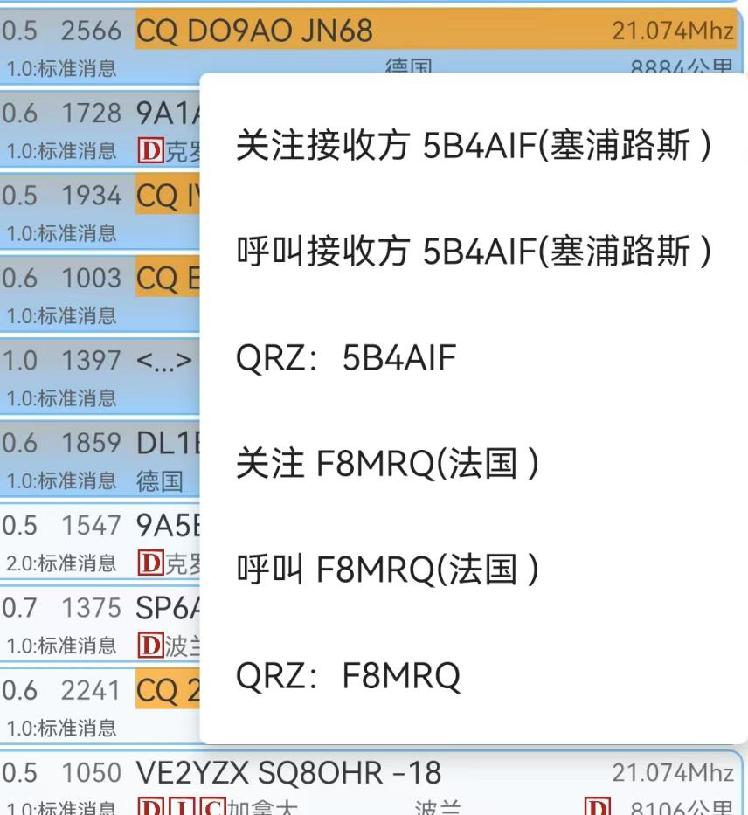 0.5 2566 CQ DO9AO JN68 21.074Mhz
1.0:标准消息 德国 8884公里
0.6 1728 9A1
1.0:标准消息 D克罗
关注接收方 5B4AIF(塞浦路斯 )
0.5 1934 CQ
1.0:标准消息
呼叫接收方 5B4AIF(塞浦路斯 )
0.6 1003 CQ
1.0:标准消息
QRZ: 5B4AIF
1.0 1397 <...>
1.0:标准消息
0.6 1859 DL1
1.0:标准消息 德国
关注 F8MRQ(法国 )
0.5 1547 9A5
2.0:标准消息 D克罗
呼叫 F8MRQ(法国 )
0.7 1375 SP6
1.0:标准消息 D波兰
QRZ: F8MRQ
0.6 2241 CQ 2
1.0:标准消息
0.5 1050 VE2YZX SQ8OHR -18 21.074Mhz
1.0:标准消息 D I C加拿大 波兰 D 8106公里